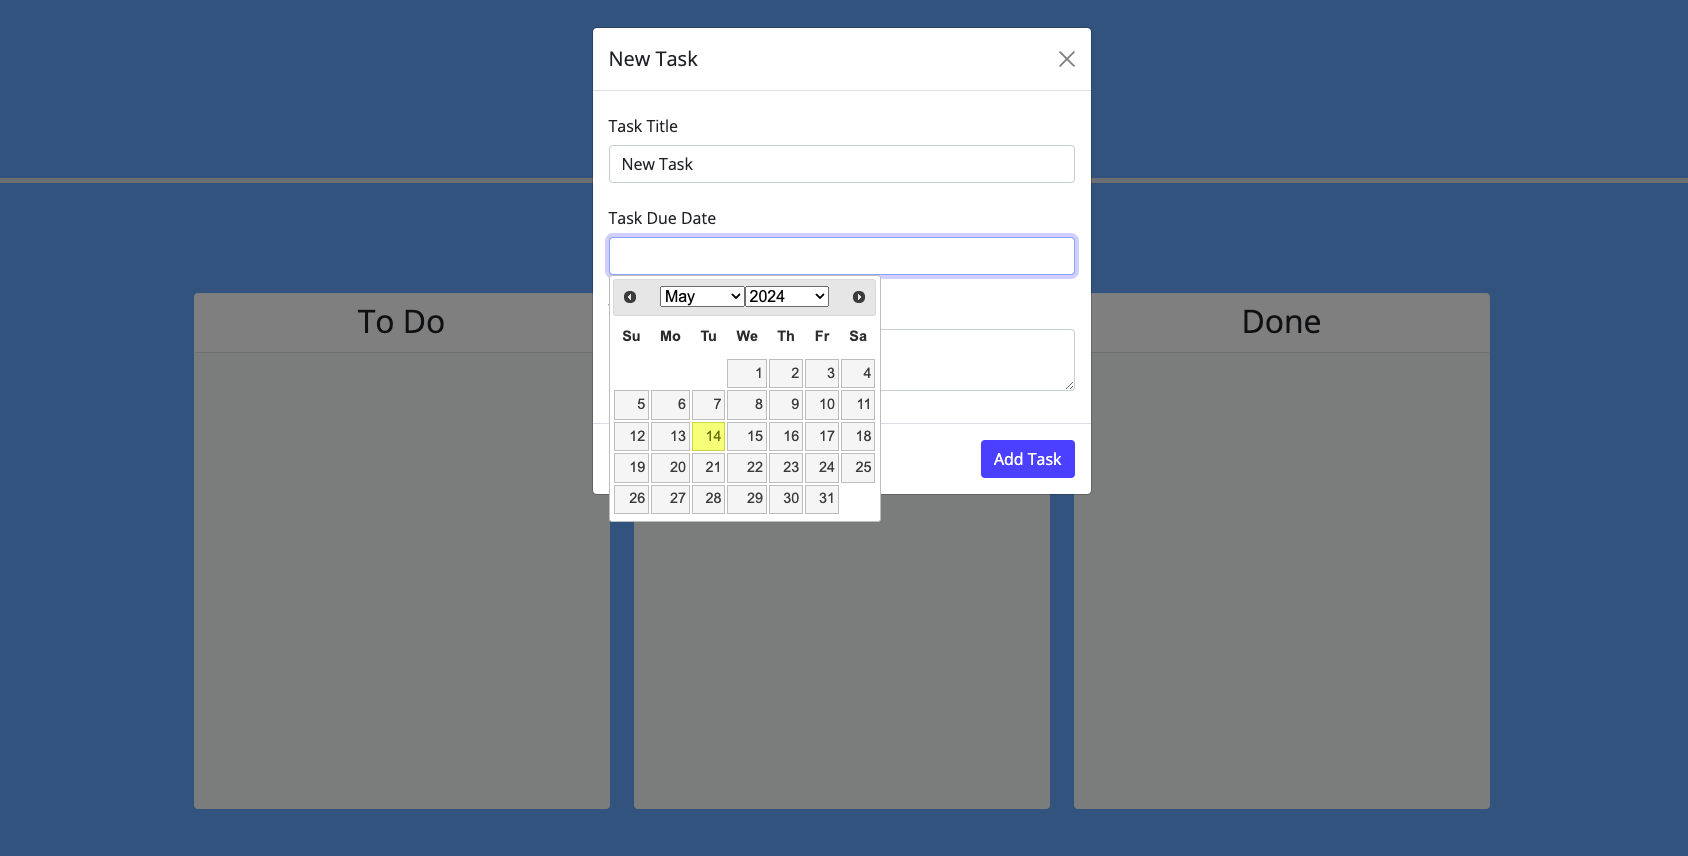 New Task
Task Title
New Task
Task Due Date
May 2024
Su Mo Tu We Th Fr Sa
1 2 3 4
5 6 7 8 9 10 11
12 13 14 15 16 17 18
19 20 21 22 23 24 25
26 27 28 29 30 31
Add Task
To Do
Done